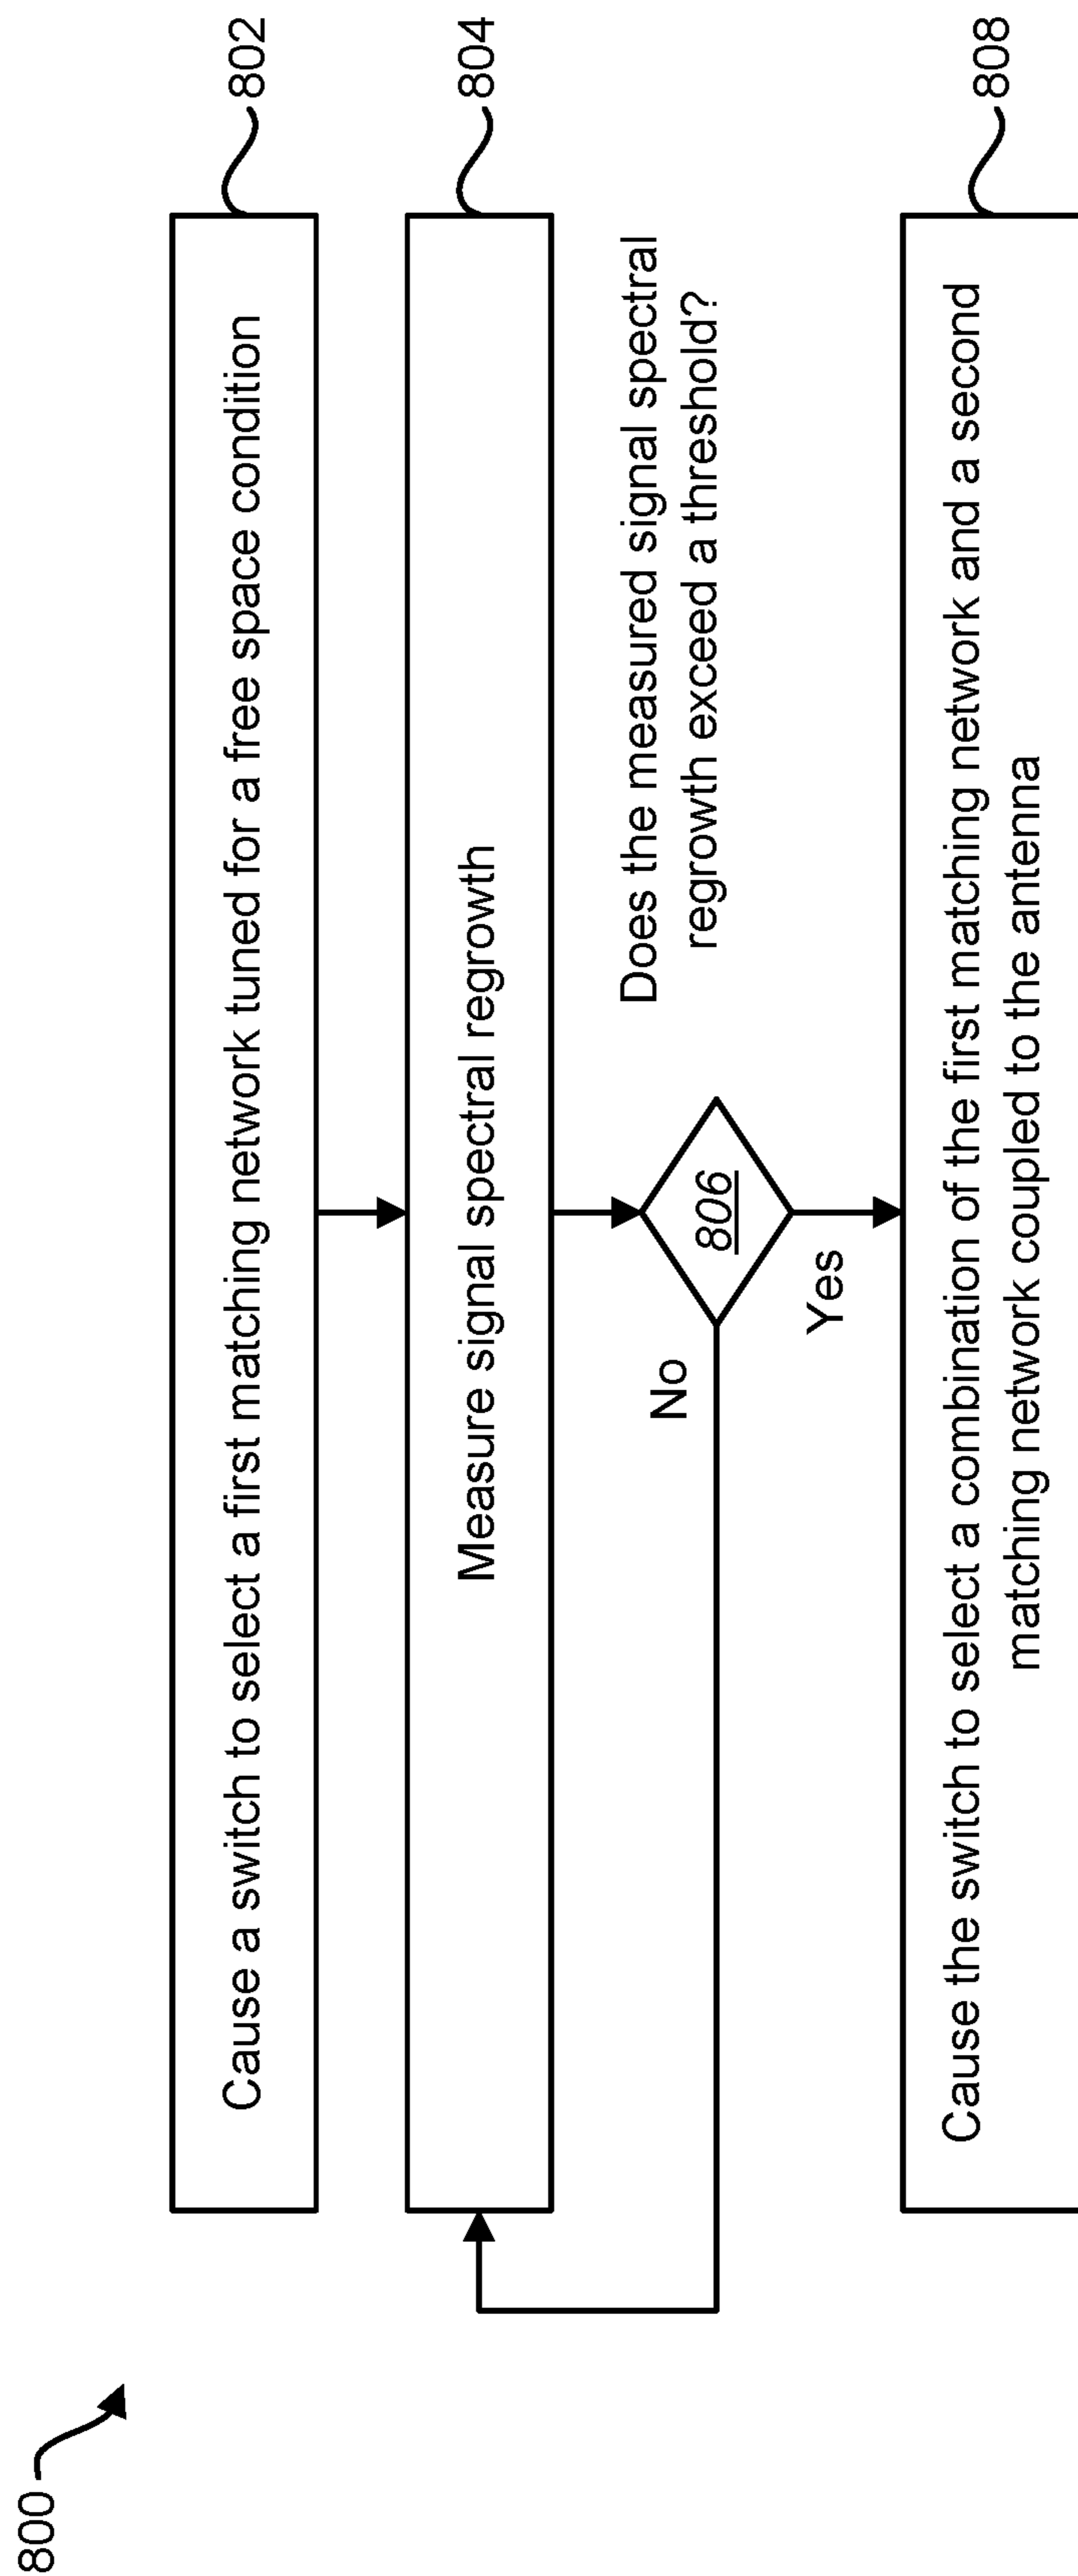 800
Cause a switch to select a first matching network tuned for a free space condition
802
Measure signal spectral regrowth
804
Does the measured signal spectral
regrowth exceed a threshold?
806
No
Yes
Cause the switch to select a combination of the first matching network and a second
matching network coupled to the antenna
808